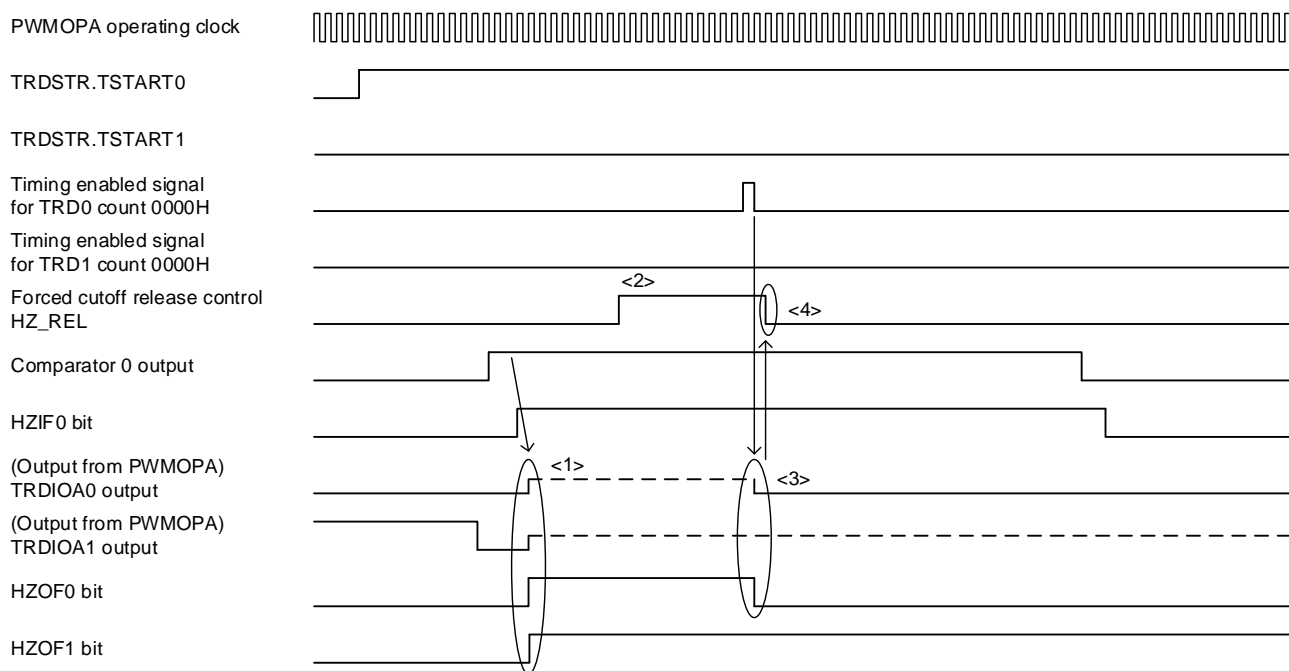 PWMOPA operating clock
TRDSTR.TSTART0
TRDSTR.TSTART1
Timing enabled signal
for TRD0 count 0000H
Timing enabled signal
for TRD1 count 0000H
<2>
Forced cutoff release control
HZ_REL
<4>
Comparator 0 output
HZIF0 bit
(Output from PWMOPA)
TRDIOA0 output
<1>
<3>
(Output from PWMOPA)
TRDIOA1 output
HZOF0 bit
HZOF1 bit